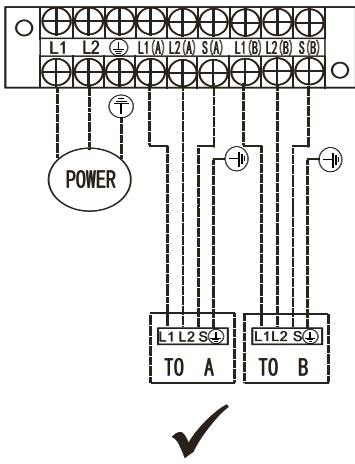 L1 L2 ⏚ L1(A) L2(A) S(A) L1(B) L2(B) S(B)
POWER
L1 L2 S ⏚
TO A
L1 L2 S ⏚
TO B